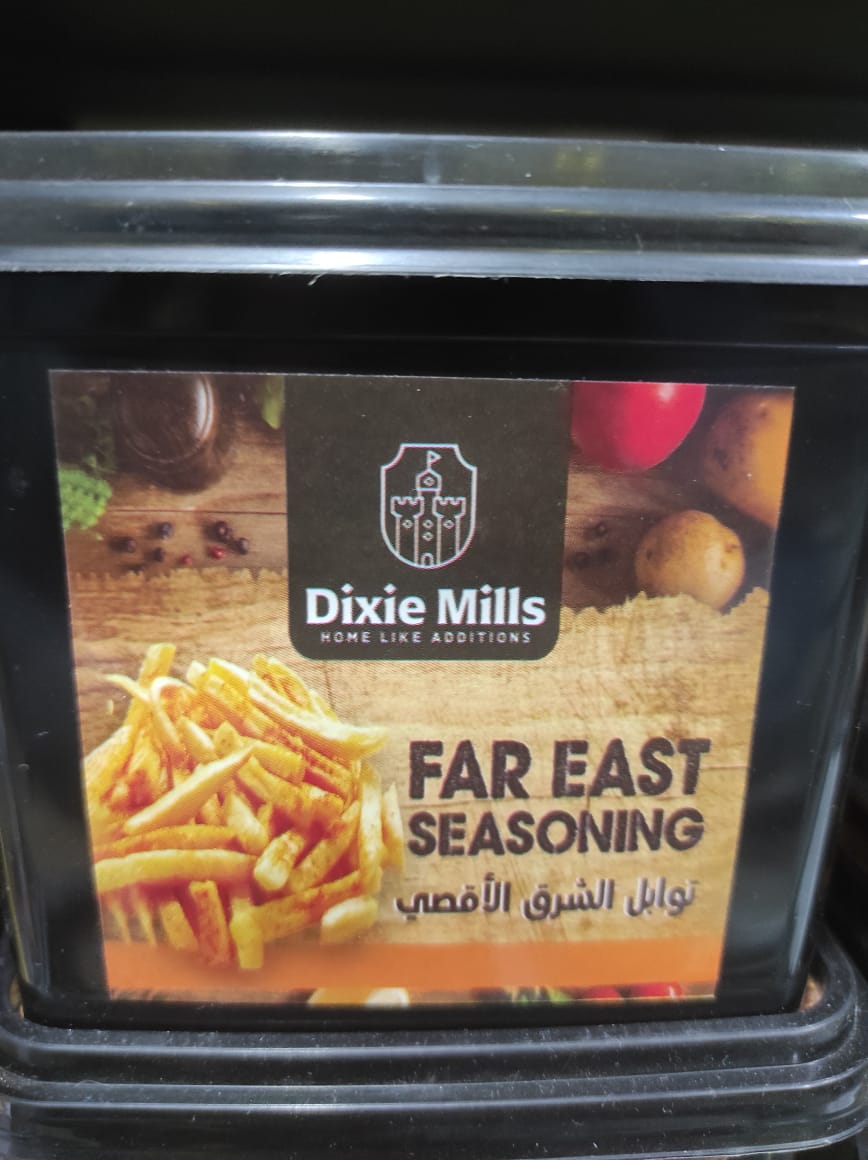 Dixie Mills
HOME LIKE ADDITIONS
FAR EAST
SEASONING
توابل الشرق الأقصي